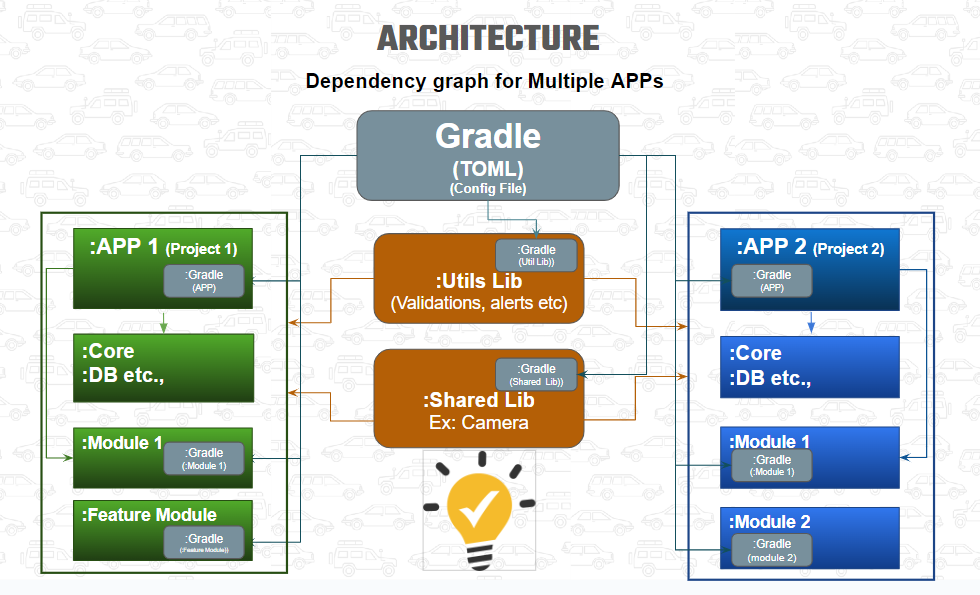 ARCHITECTURE
Dependency graph for Multiple APPs
Gradle
(TOML)
(Config File)
:APP 1 (Project 1)
:Gradle
(APP)
:Core
:DB etc.,
:Module 1
:Gradle
(:Module 1)
:Feature Module
:Gradle
(:Feature Module))
:Gradle
(Util Lib))
:Utils Lib
(Validations, alerts etc)
:Gradle
(Shared Lib))
:Shared Lib
Ex: Camera
:APP 2 (Project 2)
:Gradle
(APP)
:Core
:DB etc.,
:Module 1
:Gradle
(:Module 1)
:Module 2
:Gradle
(module 2)